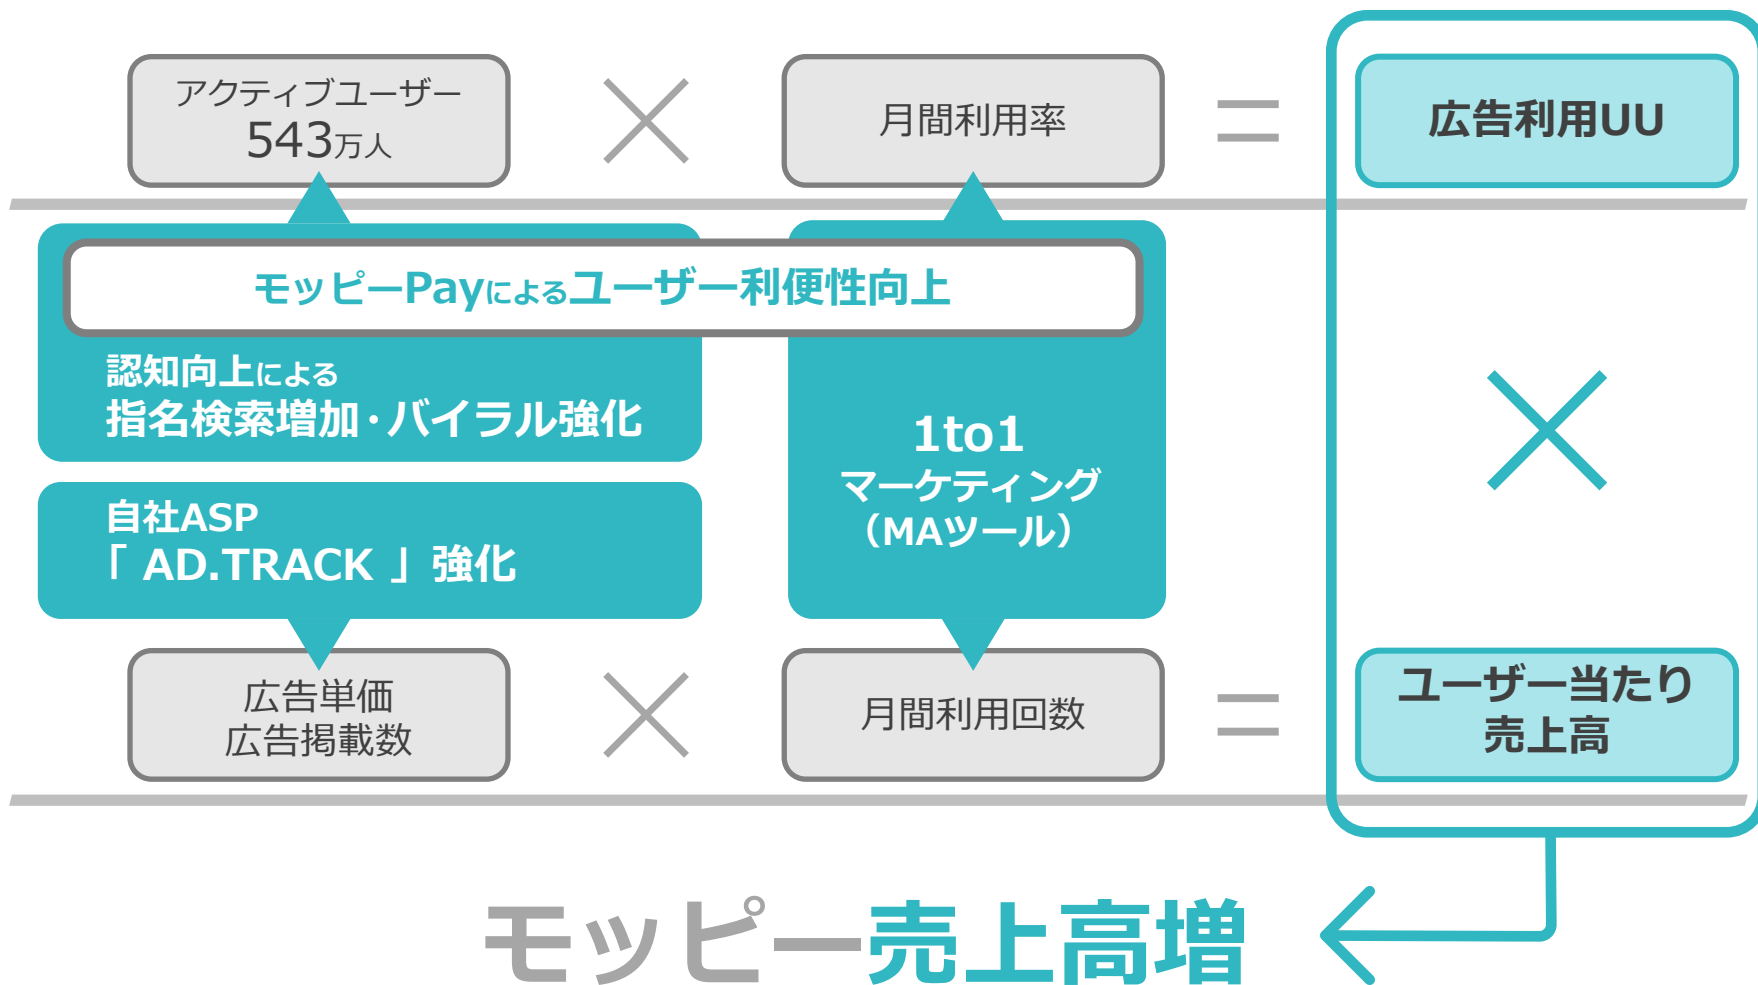 アクティブユーザー
543万人
×
月間利用率
=
広告利用UU
モッピーPayによるユーザー利便性向上
認知向上による
指名検索増加・バイラル強化
自社ASP
「 AD.TRACK 」強化
1to1
マーケティング
（MAツール）
×
広告単価
広告掲載数
×
月間利用回数
=
ユーザー当たり
売上高
モッピー売上高増